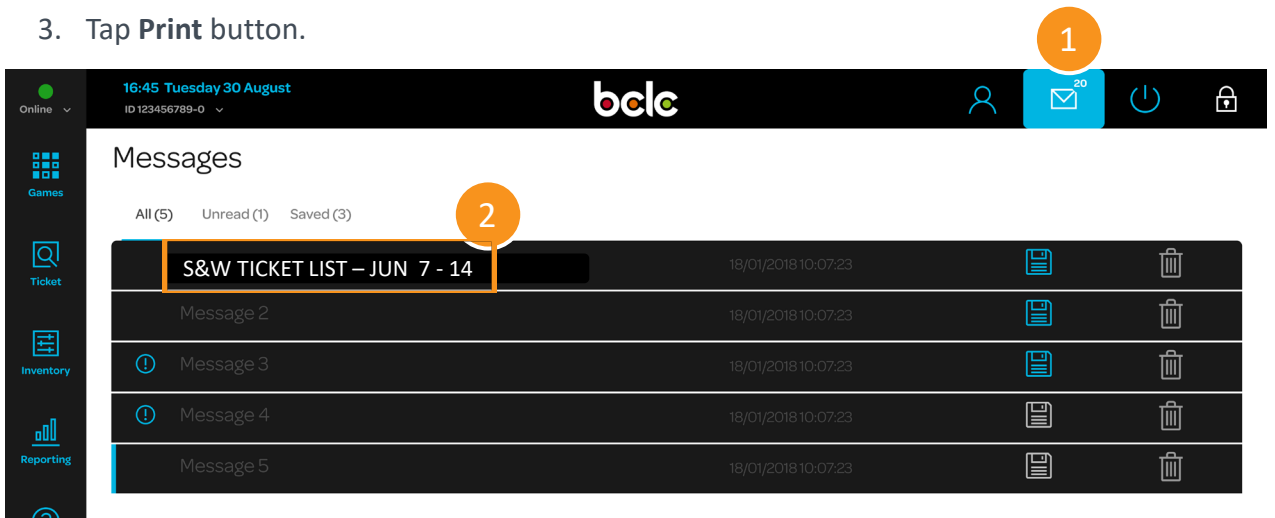 3. Tap Print button.
1
Online
16:45 Tuesday 30 August
ID 123456789-0
bclc
20
Games
Messages
All (5) Unread (1) Saved (3)
2
Ticket
S&W TICKET LIST – JUN 7 - 14 18/01/2018 10:07:23
Message 2 18/01/2018 10:07:23
Inventory
Message 3 18/01/2018 10:07:23
Message 4 18/01/2018 10:07:23
Reporting
Message 5 18/01/2018 10:07:23